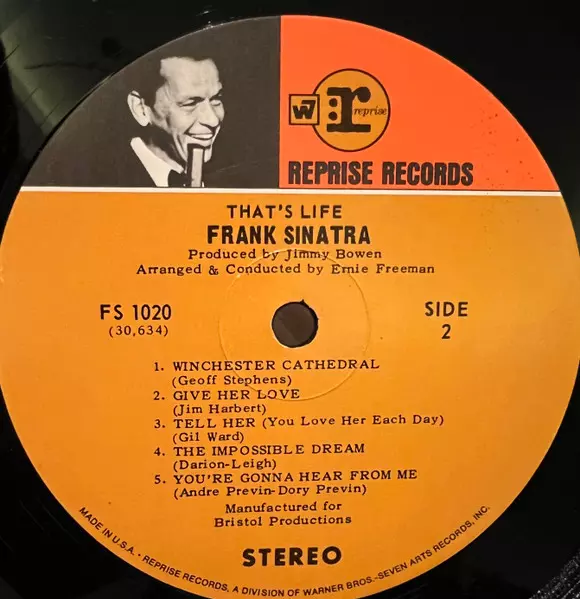 W7
r
reprise
REPRISE RECORDS
THAT'S LIFE
FRANK SINATRA
Produced by Jimmy Bowen
Arranged & Conducted by Ernie Freeman
FS 1020
(30,634)
SIDE
2
1. WINCHESTER CATHEDRAL
(Geoff Stephens)
2. GIVE HER LOVE
(Jim Harbert)
3. TELL HER (You Love Her Each Day)
(Gil Ward)
4. THE IMPOSSIBLE DREAM
(Darion-Leigh)
5. YOU'RE GONNA HEAR FROM ME
(Andre Previn-Dory Previn)
Manufactured for
Bristol Productions
STEREO
MADE IN U.S.A. • REPRISE RECORDS, A DIVISION OF WARNER BROS.-SEVEN ARTS RECORDS, INC.